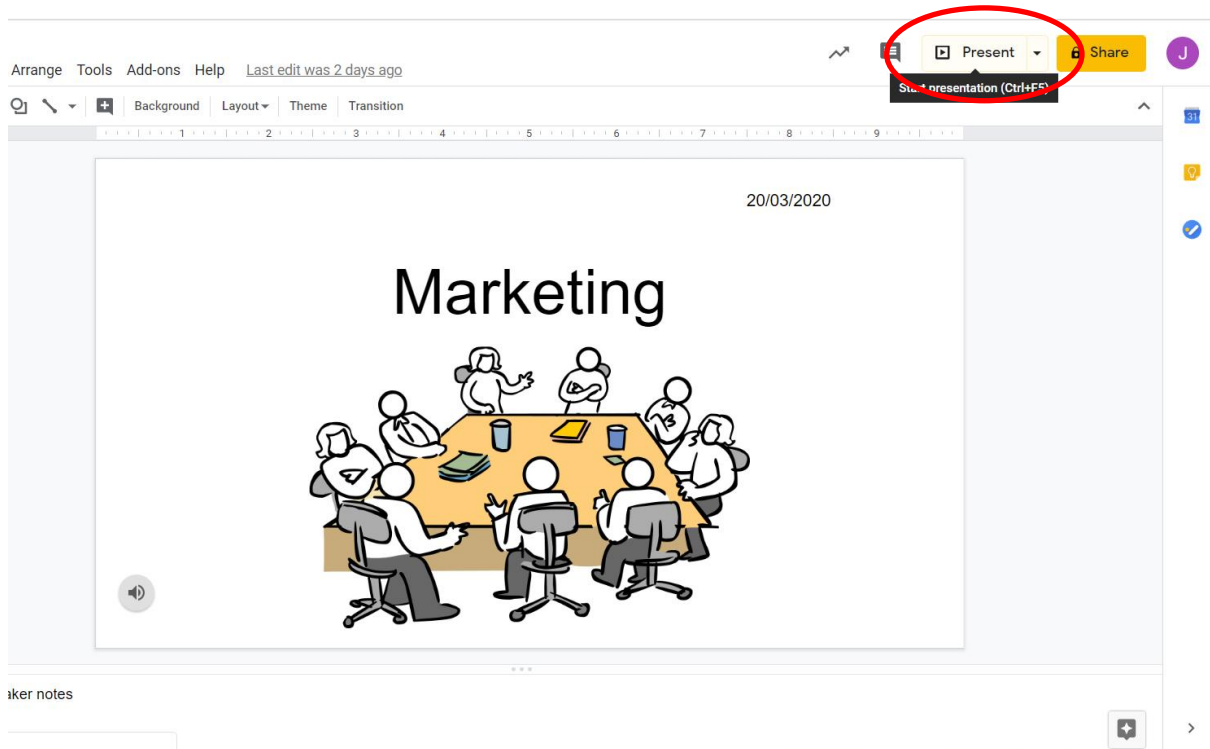 Present
Share
J
Arrange Tools Add-ons Help Last edit was 2 days ago
Start presentation (Ctrl+F5)
Background Layout Theme Transition
1 2 3 4 5 6 7 8 9
31
20/03/2020
Marketing
aker notes